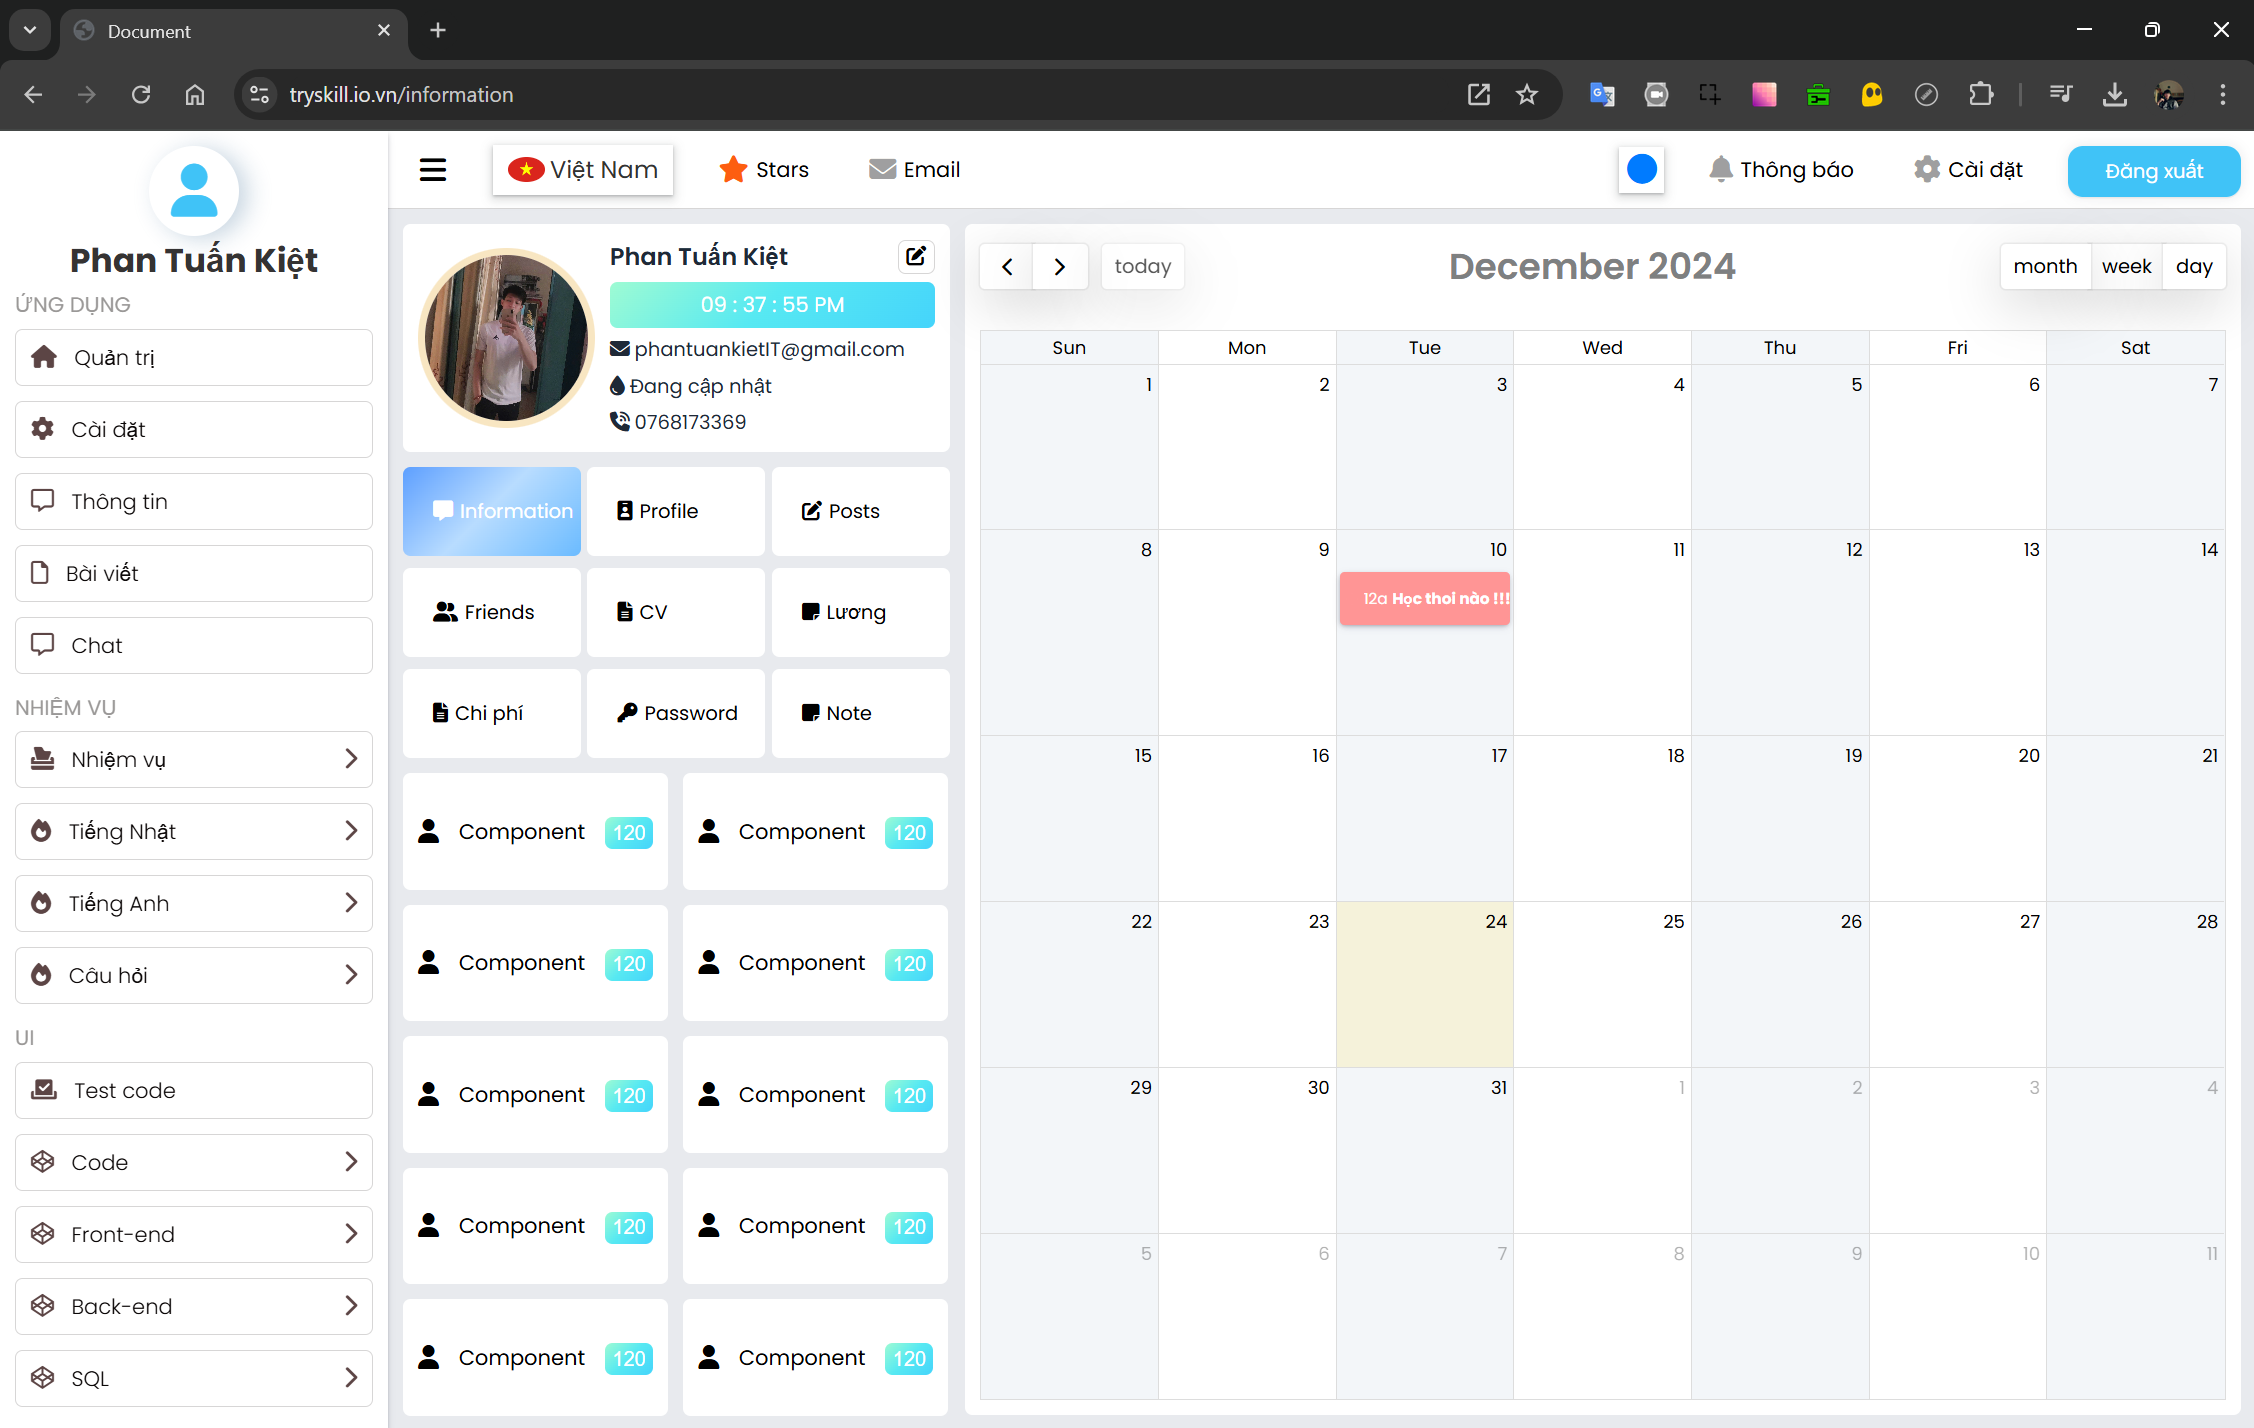 Document
tryskill.io.vn/information
Phan Tuấn Kiệt
ỨNG DỤNG
Quản trị
Cài đặt
Thông tin
Bài viết
Chat
NHIỆM VỤ
Nhiệm vụ
Tiếng Nhật
Tiếng Anh
Câu hỏi
UI
Test code
Code
Front-end
Back-end
SQL
Việt Nam
Stars
Email
Thông báo
Cài đặt
Đăng xuất
Phan Tuấn Kiệt
09 : 37 : 55 PM
phantuankietIT@gmail.com
Đang cập nhật
0768173369
Information
Profile
Posts
Friends
CV
Lương
Chi phí
Password
Note
Component 120
Component 120
Component 120
Component 120
Component 120
Component 120
Component 120
Component 120
Component 120
Component 120
today
December 2024
month
week
day
Sun Mon Tue Wed Thu Fri Sat
1 2 3 4 5 6 7
8 9 10 11 12 13 14
12a Học thoi nào !!!
15 16 17 18 19 20 21
22 23 24 25 26 27 28
29 30 31 1 2 3 4
5 6 7 8 9 10 11